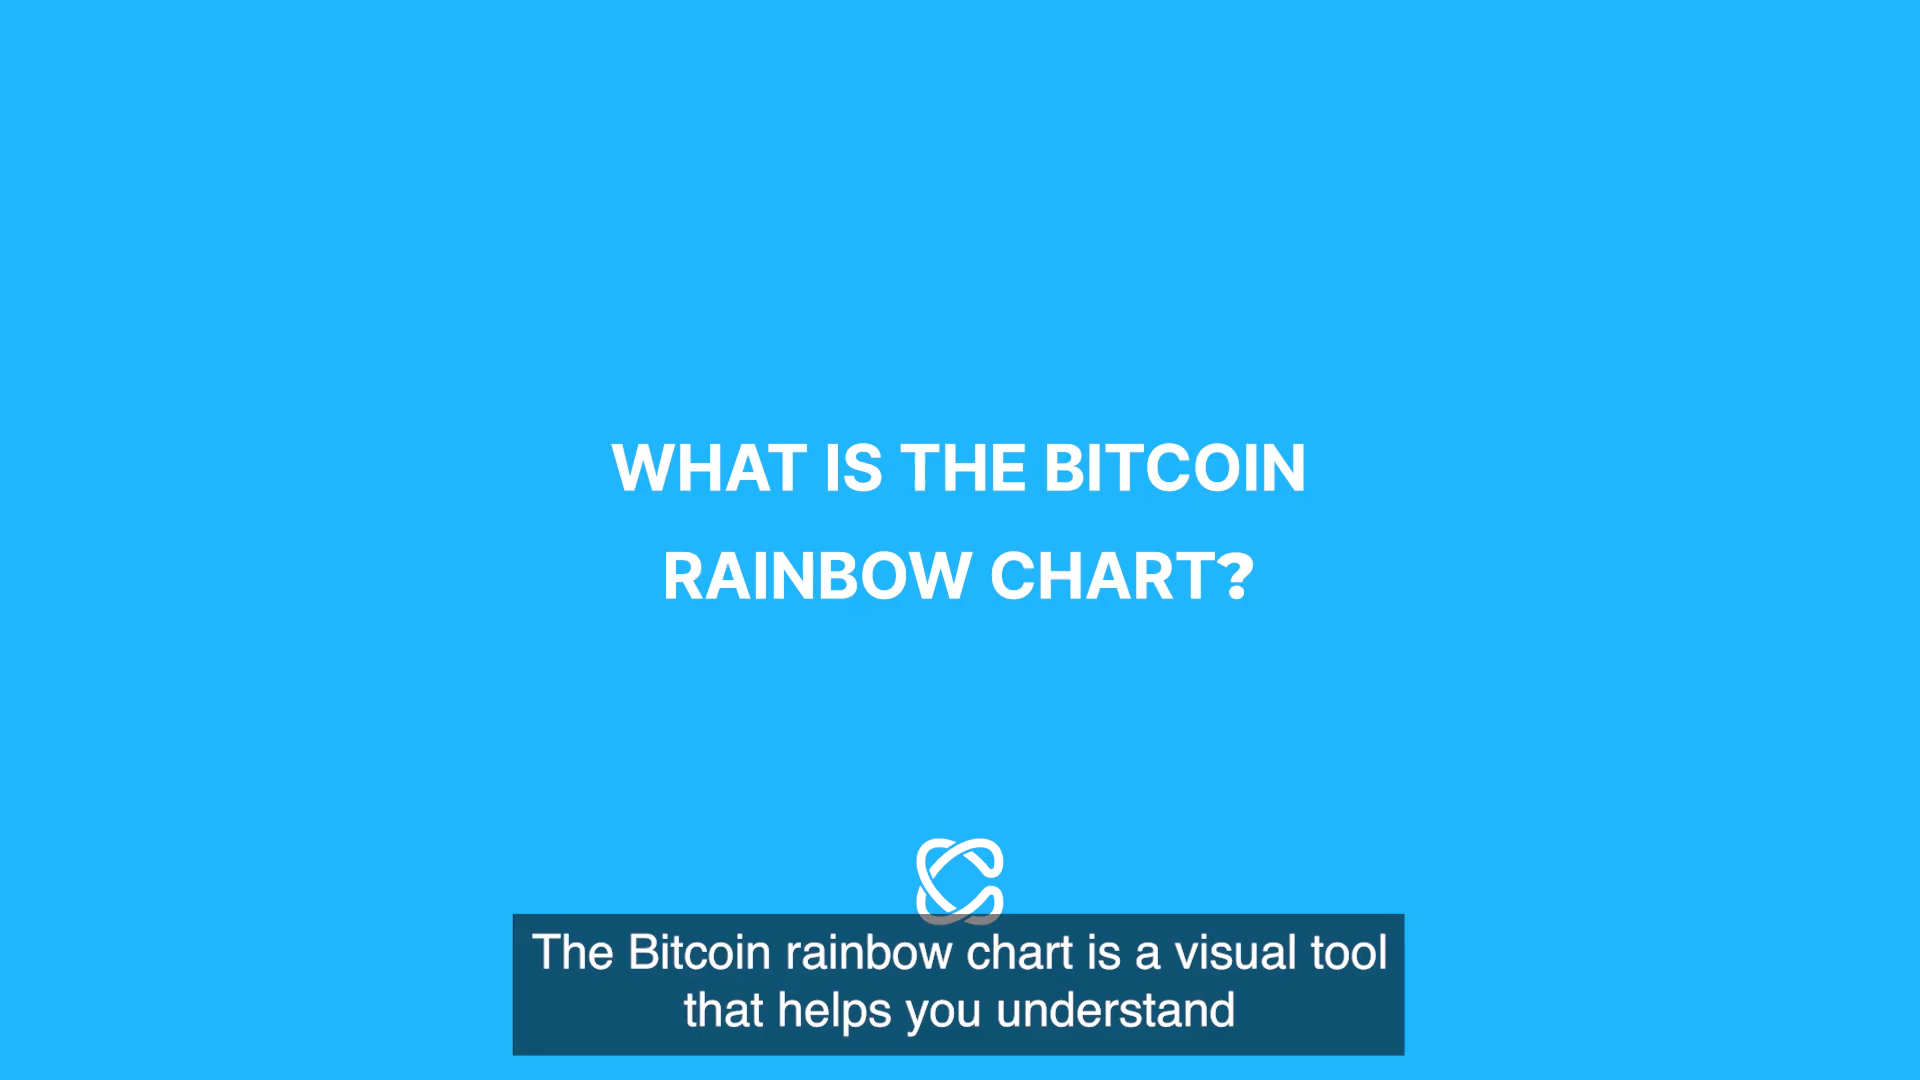 WHAT IS THE BITCOIN
RAINBOW CHART?
The Bitcoin rainbow chart is a visual tool
that helps you understand